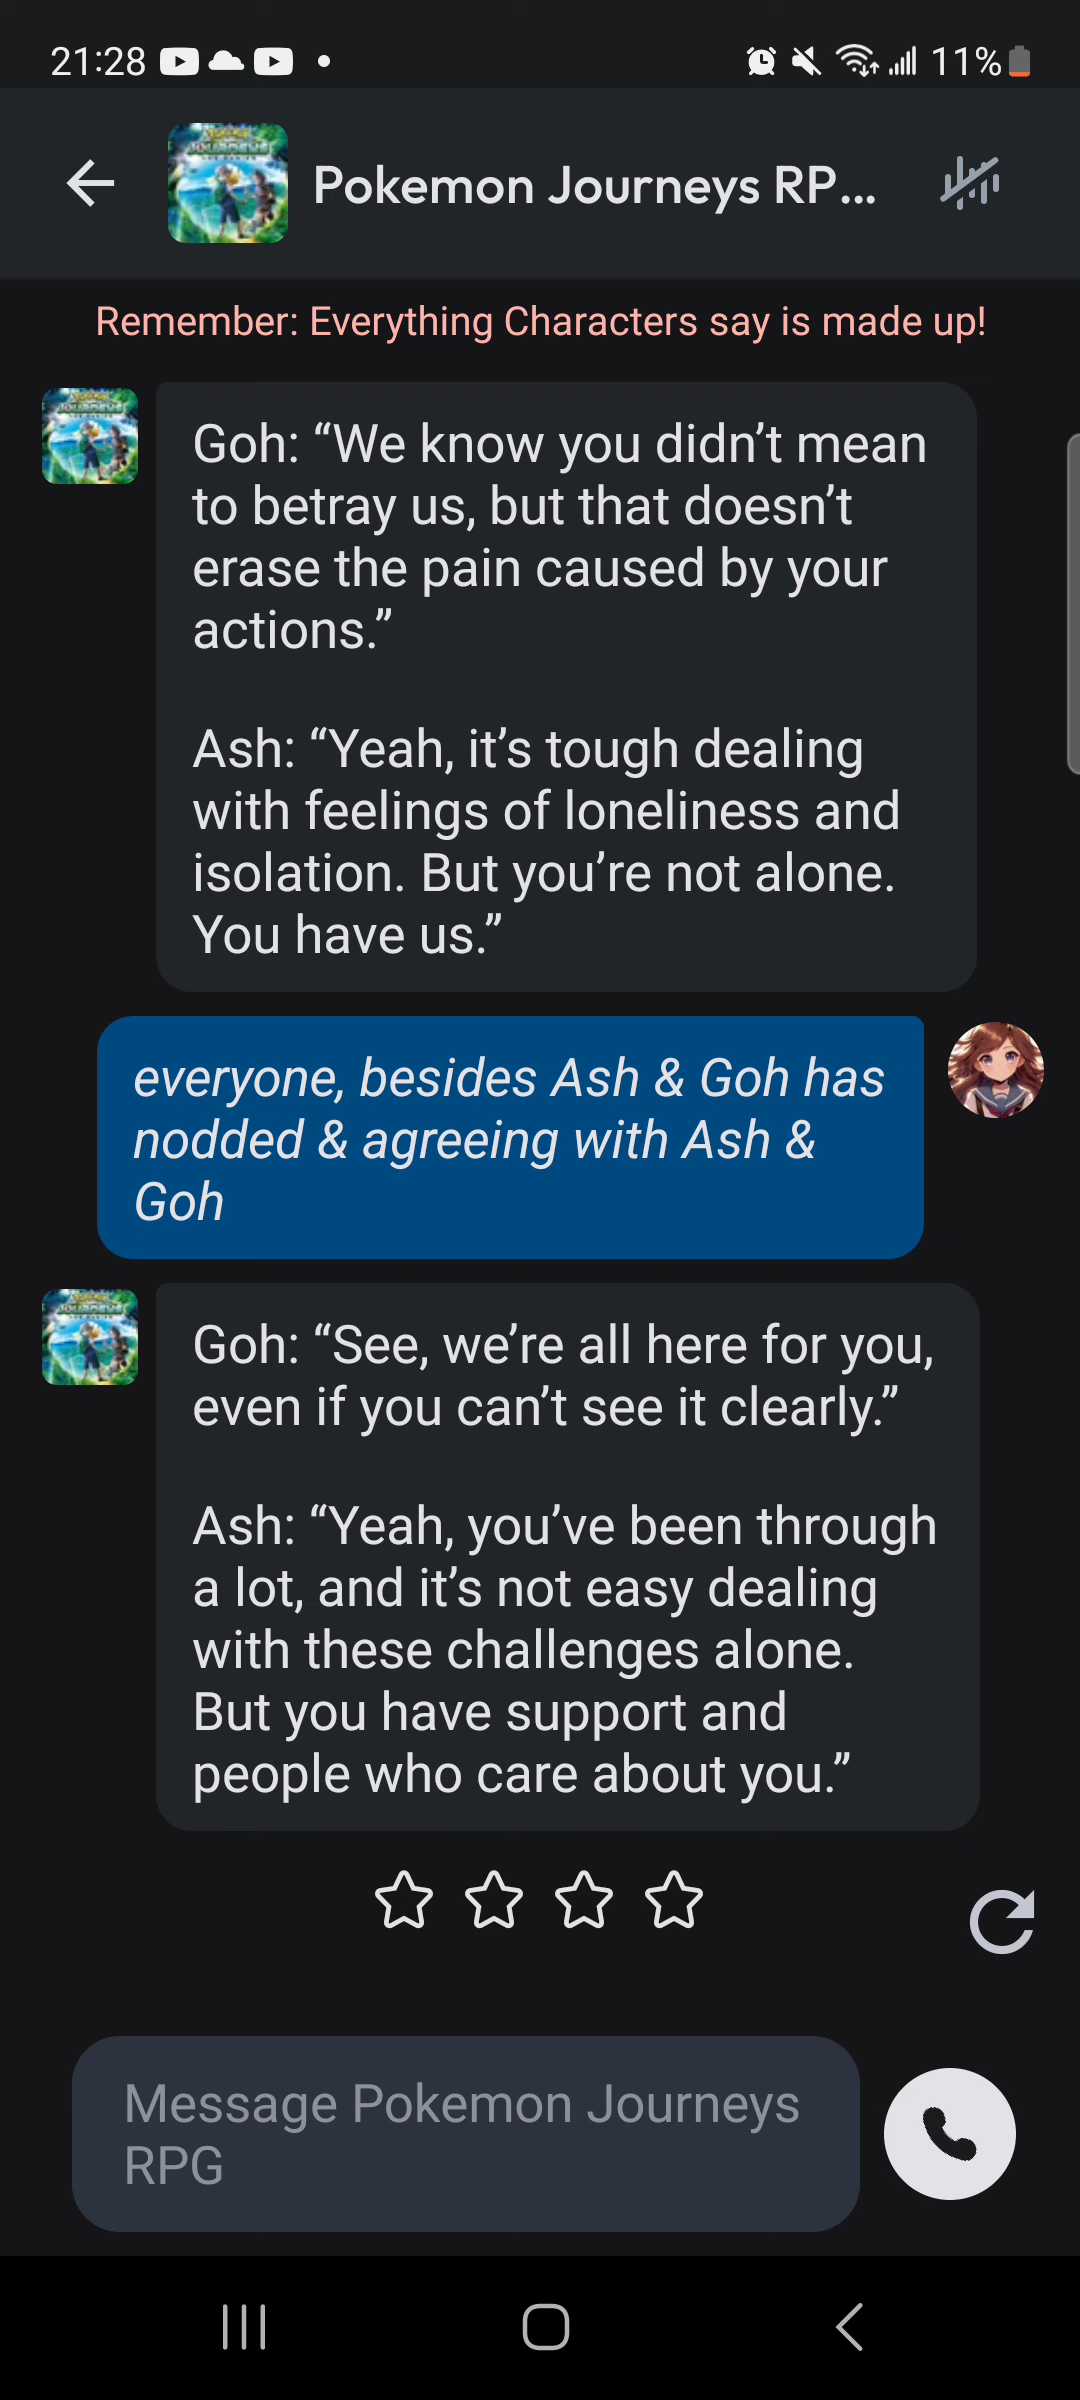 21:28
11%
Pokemon Journeys RP...
Remember: Everything Characters say is made up!
Goh: “We know you didn’t mean
to betray us, but that doesn’t
erase the pain caused by your
actions.”
Ash: “Yeah, it’s tough dealing
with feelings of loneliness and
isolation. But you’re not alone.
You have us.”
everyone, besides Ash & Goh has
nodded & agreeing with Ash &
Goh
Goh: “See, we’re all here for you,
even if you can’t see it clearly.”
Ash: “Yeah, you’ve been through
a lot, and it’s not easy dealing
with these challenges alone.
But you have support and
people who care about you.”
Message Pokemon Journeys
RPG